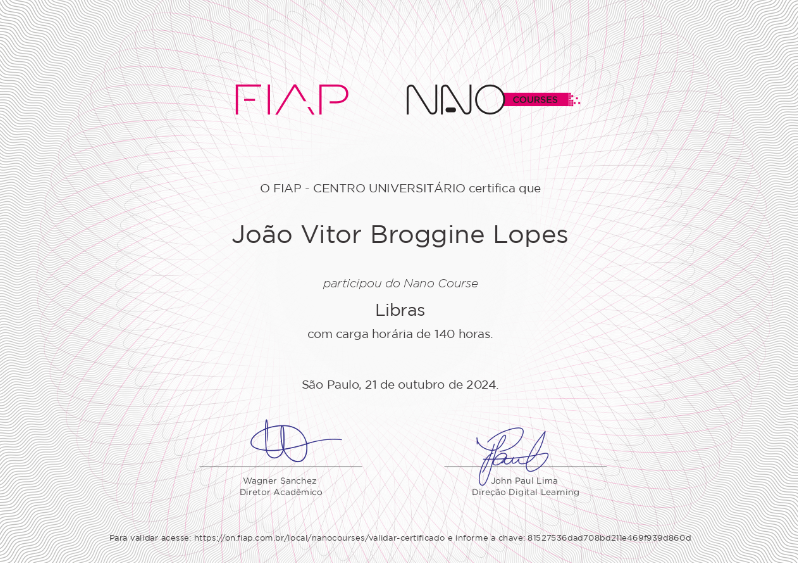 FIAP NANO COURSES
O FIAP - CENTRO UNIVERSITÁRIO certifica que
João Vitor Broggine Lopes
participou do Nano Course
Libras
com carga horária de 140 horas.
São Paulo, 21 de outubro de 2024.
Wagner Sanchez
Diretor Acadêmico
John Paul Lima
Direção Digital Learning
Para validar acesse: https://on.fiap.com.br/local/nanocourses/validar-certificado e informe a chave: 81527536dad708bd211e469f939d860d